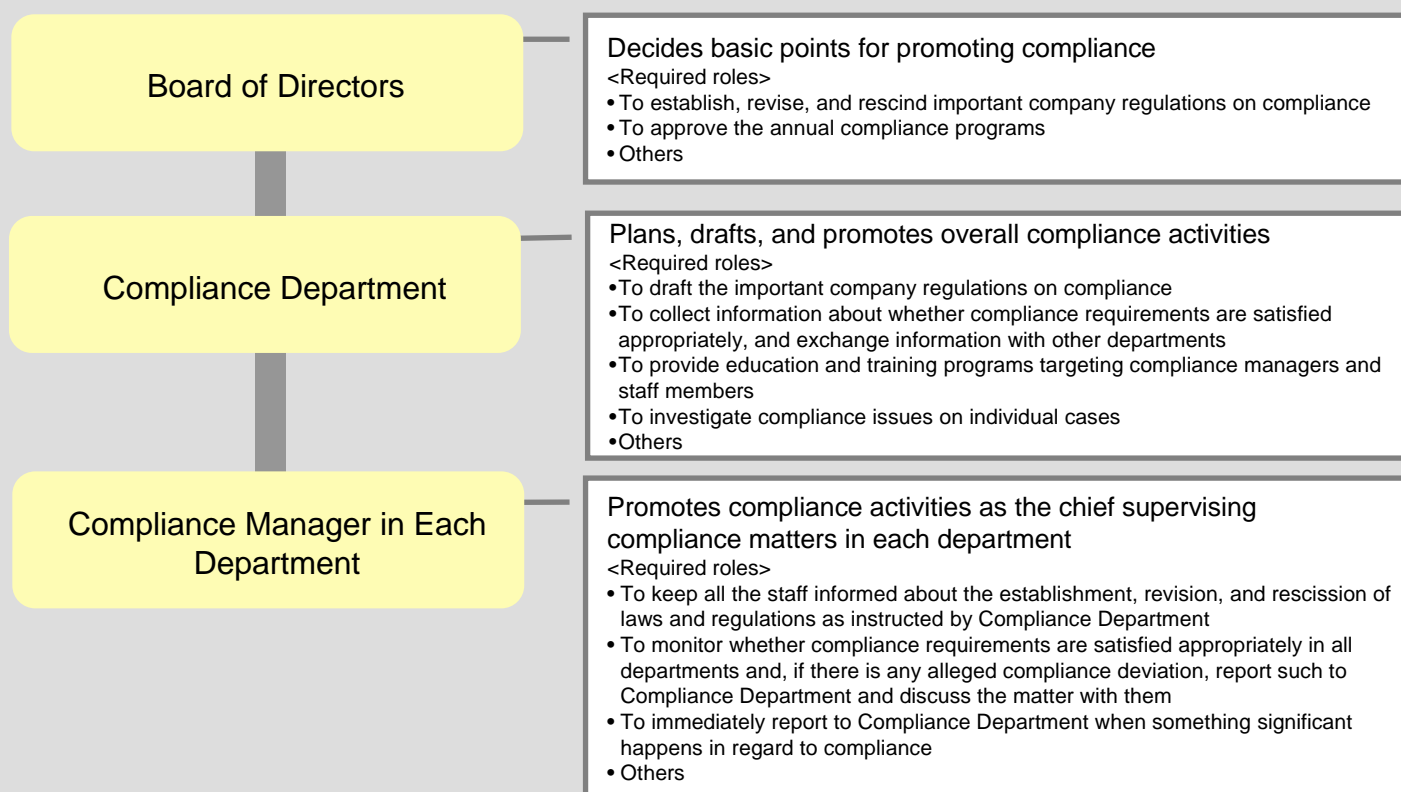 Board of Directors
Decides basic points for promoting compliance
<Required roles>
• To establish, revise, and rescind important company regulations on compliance
• To approve the annual compliance programs
• Others
Compliance Department
Plans, drafts, and promotes overall compliance activities
<Required roles>
•To draft the important company regulations on compliance
•To collect information about whether compliance requirements are satisfied
appropriately, and exchange information with other departments
•To provide education and training programs targeting compliance managers and
staff members
•To investigate compliance issues on individual cases
•Others
Compliance Manager in Each
Department
Promotes compliance activities as the chief supervising
compliance matters in each department
<Required roles>
• To keep all the staff informed about the establishment, revision, and rescission of
laws and regulations as instructed by Compliance Department
• To monitor whether compliance requirements are satisfied appropriately in all
departments and, if there is any alleged compliance deviation, report such to
Compliance Department and discuss the matter with them
• To immediately report to Compliance Department when something significant
happens in regard to compliance
• Others